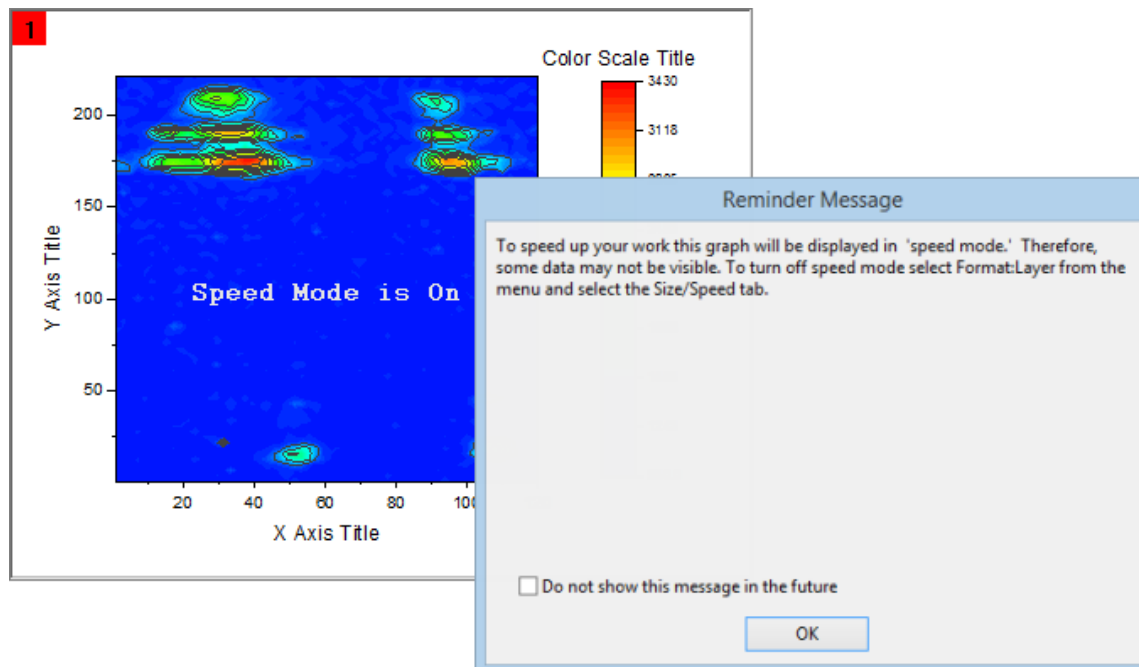 1
Color Scale Title
3430
3118
200
150
100
50
Y Axis Title
Speed Mode is On
20
40
60
80
X Axis Title
Reminder Message
To speed up your work this graph will be displayed in 'speed mode.' Therefore,
some data may not be visible. To turn off speed mode select Format:Layer from the
menu and select the Size/Speed tab.
Do not show this message in the future
OK